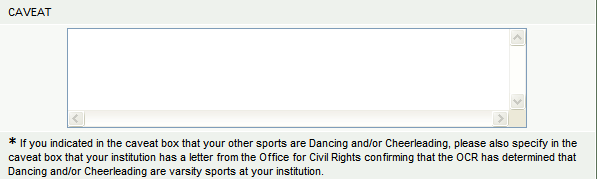 CAVEAT
* If you indicated in the caveat box that your other sports are Dancing and/or Cheerleading, please also specify in the
caveat box that your institution has a letter from the Office for Civil Rights confirming that the OCR has determined that
Dancing and/or Cheerleading are varsity sports at your institution.